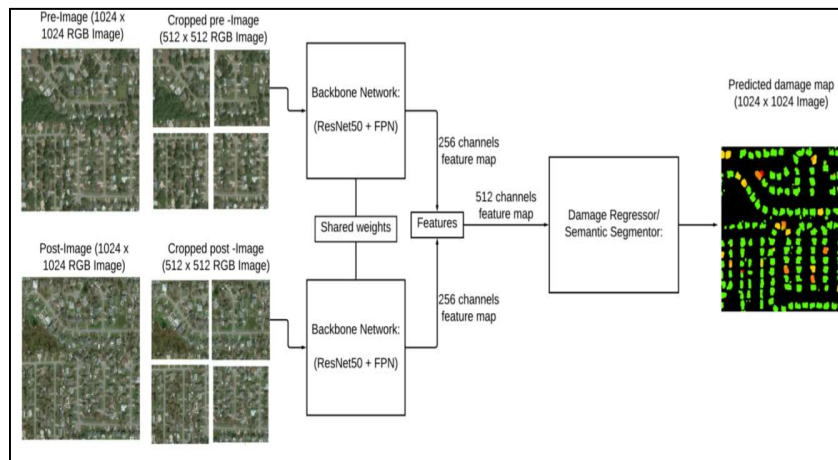 Pre-Image (1024 x
1024 RGB Image)
Cropped pre -Image
(512 x 512 RGB Image)
Backbone Network:
(ResNet50 + FPN)
256 channels
feature map
Predicted damage map
(1024 x 1024 Image)
Shared weights
Features
512 channels
feature map
Damage Regressor/
Semantic Segmentor:
Post-Image (1024 x
1024 RGB Image)
Cropped post -Image
(512 x 512 RGB Image)
Backbone Network:
(ResNet50 + FPN)
256 channels
feature map